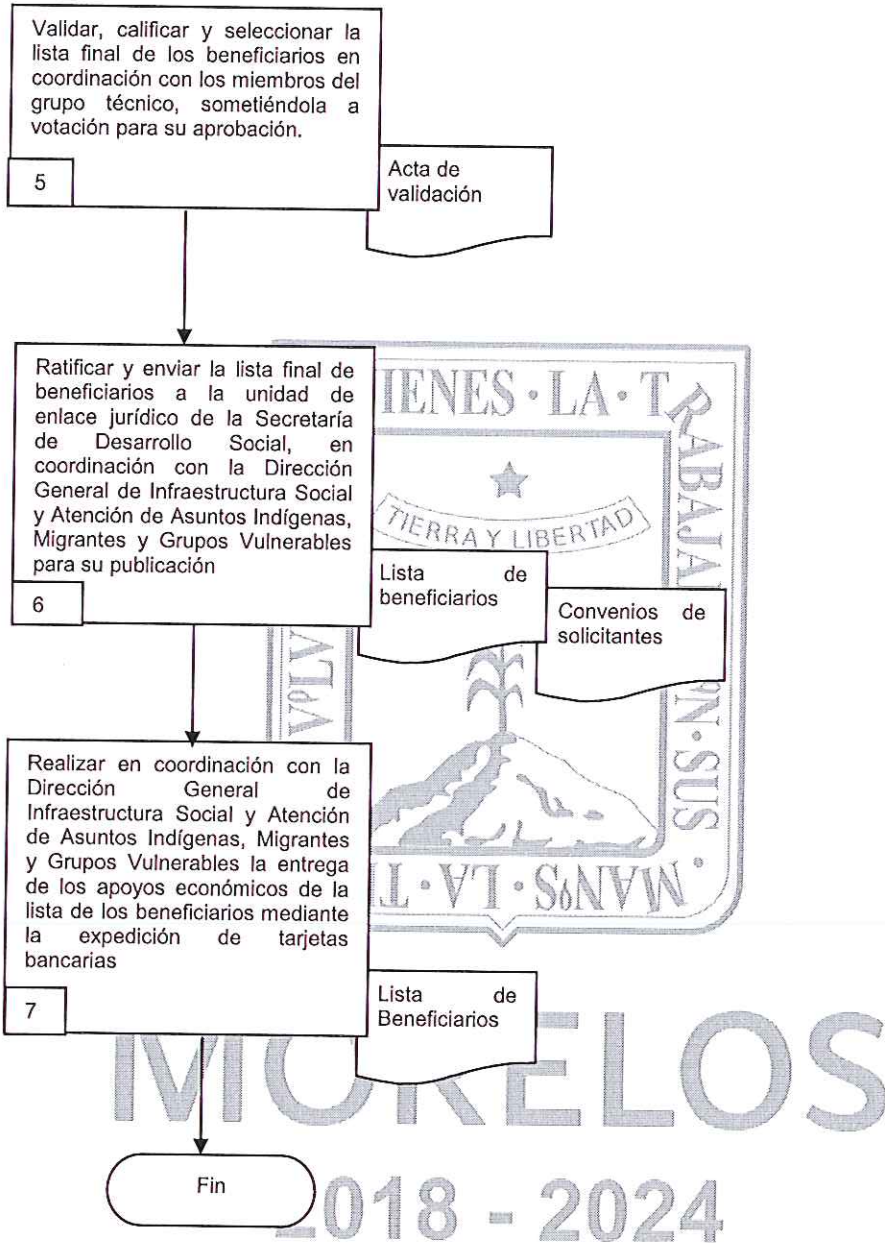 Validar, calificar y seleccionar la
lista final de los beneficiarios en
coordinación con los miembros del
grupo técnico, sometiéndola a
votación para su aprobación.
5
Acta de
validación
Ratificar y enviar la lista final de
beneficiarios a la unidad de
enlace jurídico de la Secretaría
de Desarrollo Social, en
coordinación con la Dirección
General de Infraestructura Social
y Atención de Asuntos Indígenas,
Migrantes y Grupos Vulnerables
para su publicación
6
Lista de
beneficiarios
Convenios de
solicitantes
Realizar en coordinación con la
Dirección General de
Infraestructura Social y Atención
de Asuntos Indígenas, Migrantes
y Grupos Vulnerables la entrega
de los apoyos económicos de la
lista de los beneficiarios mediante
la expedición de tarjetas
bancarias
7
Lista de
Beneficiarios
Fin
TIERRA Y LIBERTAD
LA
SUS
MANºS · LA
MORELOS
2018 - 2024